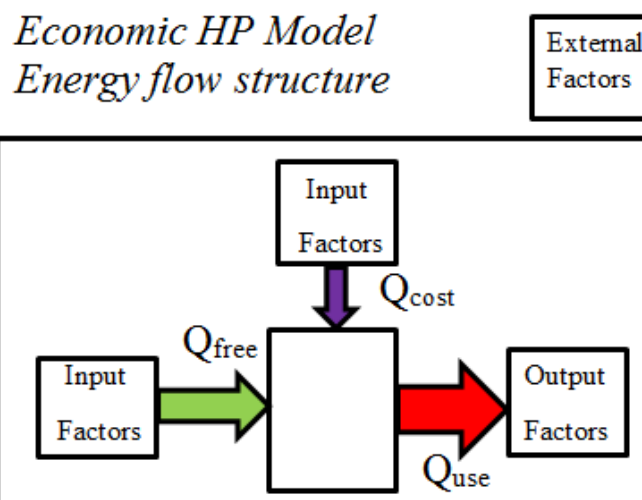 Economic HP Model
Energy flow structure
External
Factors
Input
Factors
Qcost
Qfree
Input
Factors
Output
Factors
Quse